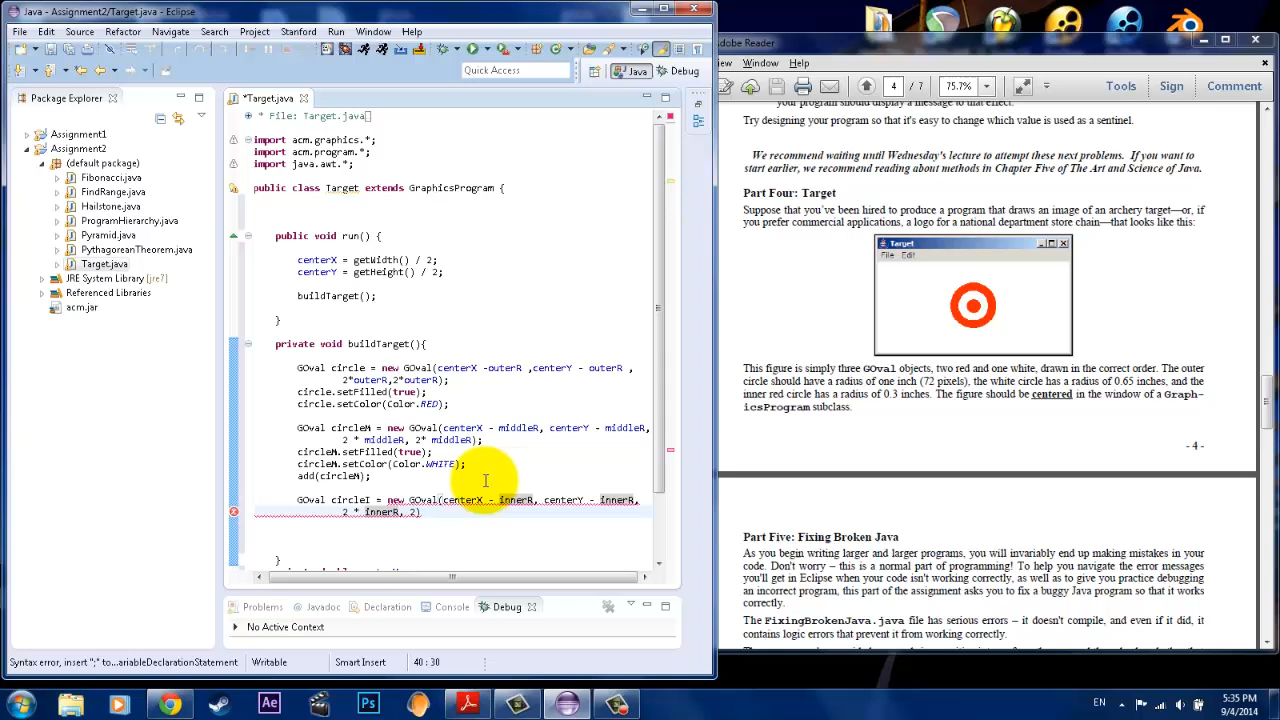 Java - Assignment2/Target.java - Eclipse
File Edit Source Refactor Navigate Search Project Stanford Run Window Help
Quick Access
Java
Debug
Package Explorer
Assignment1
Assignment2
(default package)
Fibonacci.java
FindRange.java
Hailstone.java
ProgramHierarchy.java
Pyramid.java
PythagoreanTheorem.java
Target.java
JRE System Library [jre7]
Referenced Libraries
acm.jar
*Target.java
* File: Target.java
import acm.graphics.*;
import acm.program.*;
import java.awt.*;
public class Target extends GraphicsProgram {
public void run() {
centerX = getWidth() / 2;
centerY = getHeight() / 2;
buildTarget();
}
private void buildTarget(){
GOval circle = new GOval(centerX -outerR ,centerY - outerR ,
2*outerR,2*outerR);
circle.setFilled(true);
circle.setColor(Color.RED);
GOval circleM = new GOval(centerX - middleR, centerY - middleR,
2 * middleR, 2* middleR);
circleM.setFilled(true);
circleM.setColor(Color.WHITE);
add(circleM);
GOval circleI = new GOval(centerX - innerR, centerY - innerR,
2 * innerR, 2)
}
Problems
Javadoc
Declaration
Console
Debug
No Active Context
Syntax error, insert ";" to ...ariableDeclarationStatement
Writable
Smart Insert
40 : 30
Adobe Reader
Window Help
4 / 7
75.7%
Tools
Sign
Comment
your program should display a message to that effect.
Try designing your program so that it's easy to change which value is used as a sentinel.
We recommend waiting until Wednesday's lecture to attempt these next problems. If you want to
start earlier, we recommend reading about methods in Chapter Five of The Art and Science of Java.
Part Four: Target
Suppose that you've been hired to produce a program that draws an image of an archery target—or, if
you prefer commercial applications, a logo for a national department store chain—that looks like this:
Target
File Edit
This figure is simply three GOval objects, two red and one white, drawn in the correct order. The outer
circle should have a radius of one inch (72 pixels), the white circle has a radius of 0.65 inches, and the
inner red circle has a radius of 0.3 inches. The figure should be centered in the window of a Graph-
icsProgram subclass.
- 4 -
Part Five: Fixing Broken Java
As you begin writing larger and larger programs, you will invariably end up making mistakes in your
code. Don't worry – this is a normal part of programming! To help you navigate the error messages
you'll get in Eclipse when your code isn't working correctly, as well as to give you practice debugging
an incorrect program, this part of the assignment asks you to fix a buggy Java program so that it works
correctly.
The FixingBrokenJava.java file has serious errors – it doesn't compile, and even if it did, it
contains logic errors that prevent it from working correctly.
Ae
Ps
EN
5:35 PM
9/4/2014